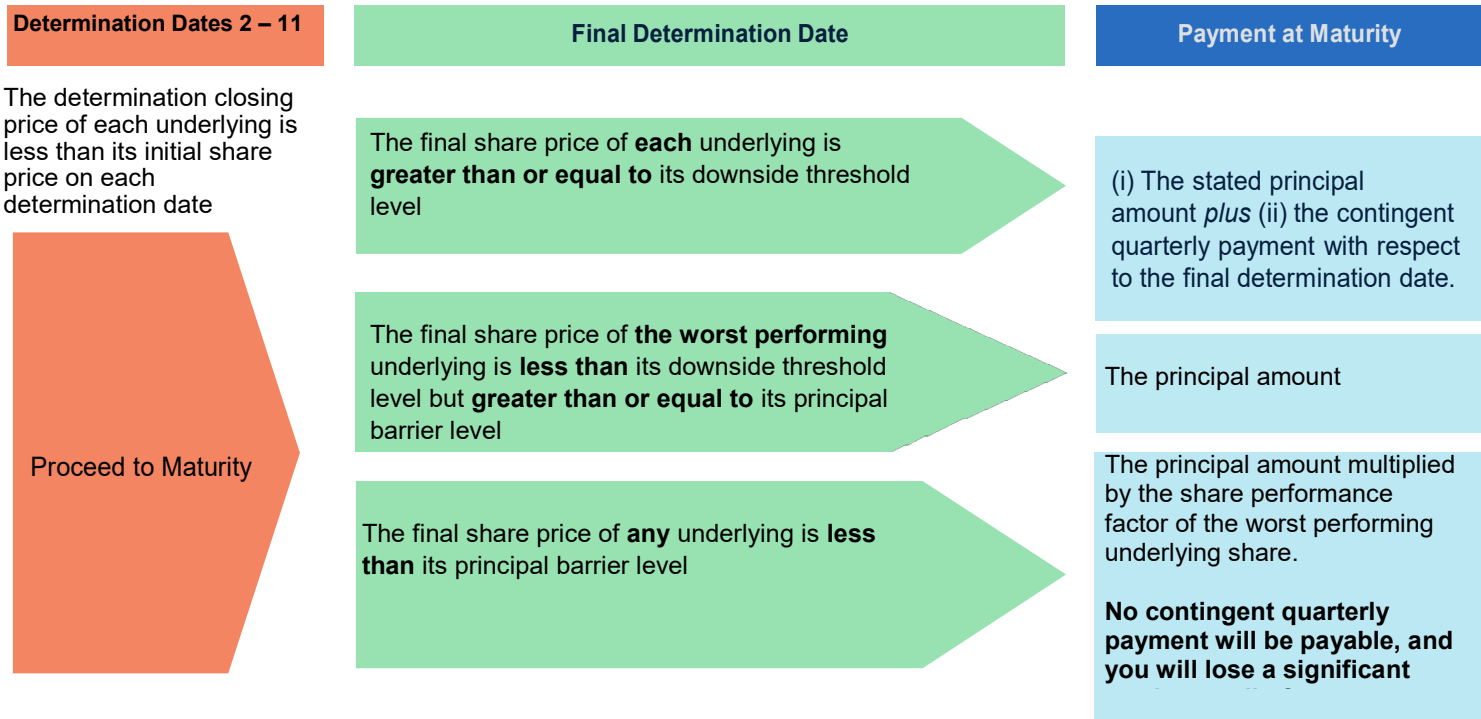 Determination Dates 2 – 11
Final Determination Date
Payment at Maturity
The determination closing
price of each underlying is
less than its initial share
price on each
determination date
Proceed to Maturity
The final share price of each underlying is
greater than or equal to its downside threshold
level
(i) The stated principal
amount plus (ii) the contingent
quarterly payment with respect
to the final determination date.
The final share price of the worst performing
underlying is less than its downside threshold
level but greater than or equal to its principal
barrier level
The principal amount
The final share price of any underlying is less
than its principal barrier level
The principal amount multiplied
by the share performance
factor of the worst performing
underlying share.
No contingent quarterly
payment will be payable, and
you will lose a significant